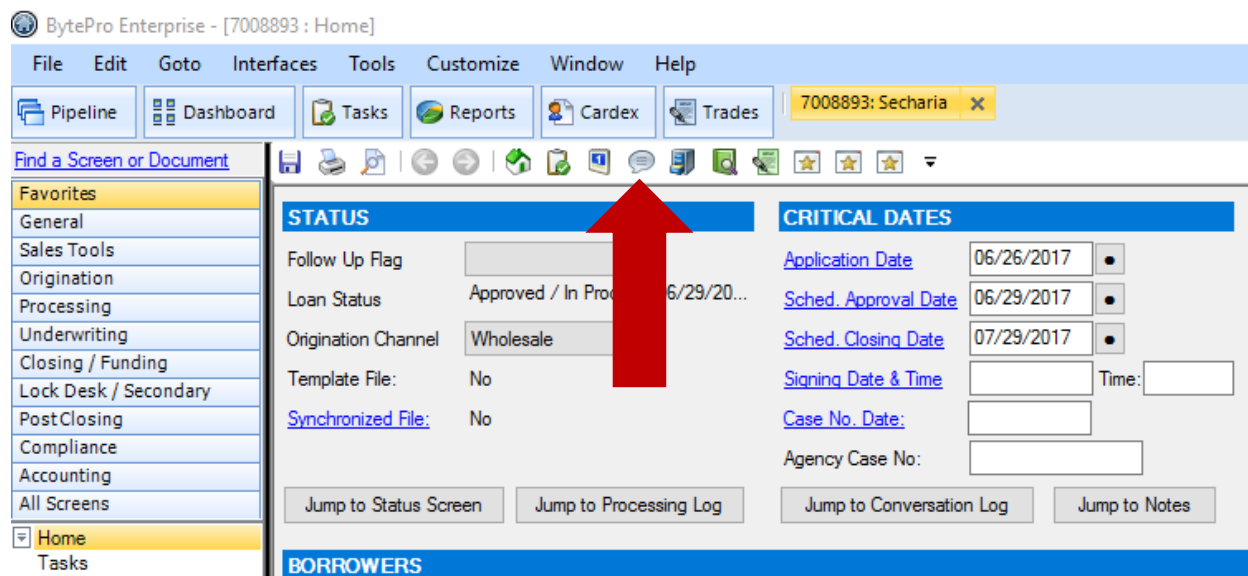 BytePro Enterprise - [7008893 : Home]
File Edit Goto Interfaces Tools Customize Window Help
Pipeline Dashboard Tasks Reports Cardex Trades 7008893: Secharia
Find a Screen or Document
Favorites
General
Sales Tools
Origination
Processing
Underwriting
Closing / Funding
Lock Desk / Secondary
PostClosing
Compliance
Accounting
All Screens
Home
Tasks
STATUS
Follow Up Flag
Loan Status Approved / In Pro 6/29/20...
Origination Channel Wholesale
Template File: No
Synchronized File: No
Jump to Status Screen Jump to Processing Log
CRITICAL DATES
Application Date 06/26/2017
Sched. Approval Date 06/29/2017
Sched. Closing Date 07/29/2017
Signing Date & Time Time:
Case No. Date:
Agency Case No:
Jump to Conversation Log Jump to Notes
BORROWERS